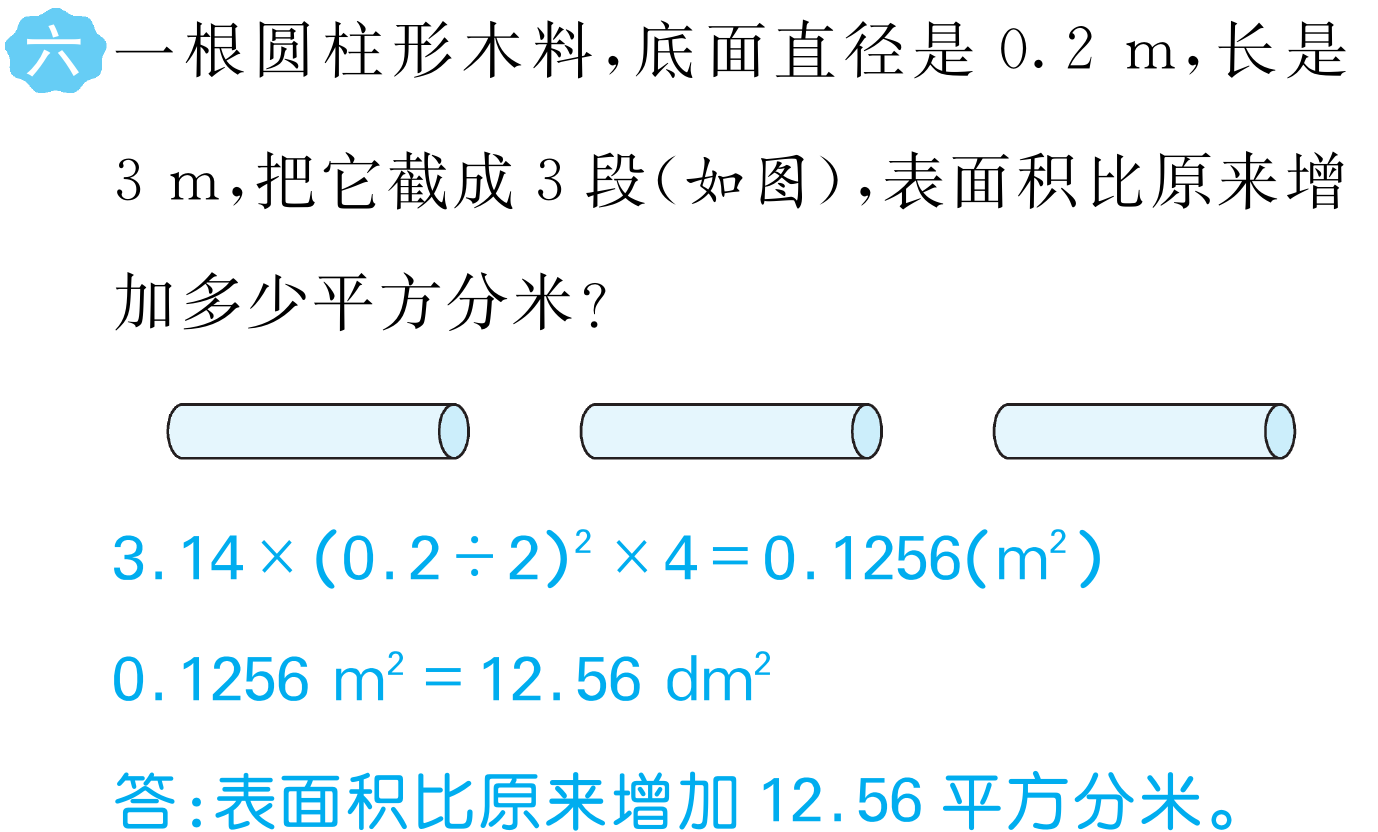 六 一根圆柱形木料,底面直径是 0.2 m,长是
3 m,把它截成 3 段(如图),表面积比原来增
加多少平方分米?
3.14×(0.2÷2)²×4=0.1256(m²)
0.1256 m²=12.56 dm²
答:表面积比原来增加 12.56 平方分米。